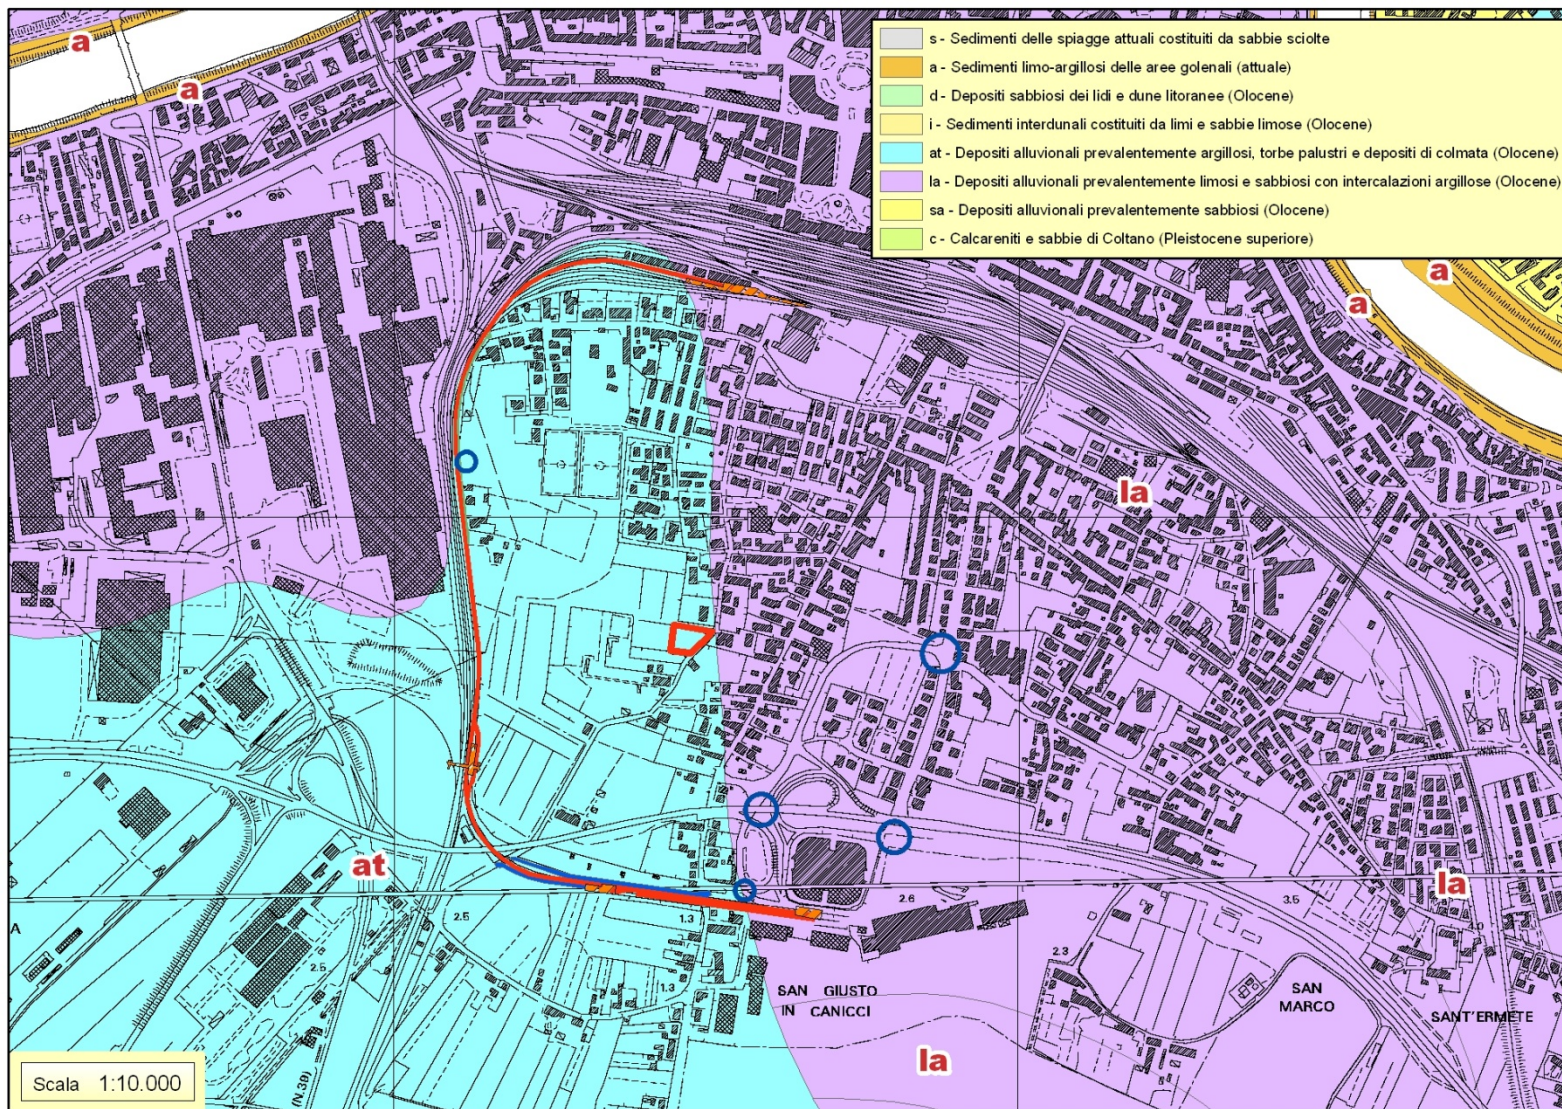 a
a
s - Sedimenti delle spiagge attuali costituiti da sabbie sciolte
a - Sedimenti limo-argillosi delle aree golenali (attuale)
d - Depositi sabbiosi dei lidi e dune litoranee (Olocene)
i - Sedimenti interdunali costituiti da limi e sabbie limose (Olocene)
at - Depositi alluvionali prevalentemente argillosi, torbe palustri e depositi di colmata (Olocene)
la - Depositi alluvionali prevalentemente limosi e sabbiosi con intercalazioni argillose (Olocene)
sa - Depositi alluvionali prevalentemente sabbiosi (Olocene)
c - Calcareniti e sabbie di Coltano (Pleistocene superiore)
a
a
la
at
la
2.6
3.5
4.0
2.5
1.3
A
2.3
2.5
1.3
SAN GIUSTO
IN CANICCI
SAN
MARCO
SANT'ERMETE
la
Scala 1:10.000
(N.39)